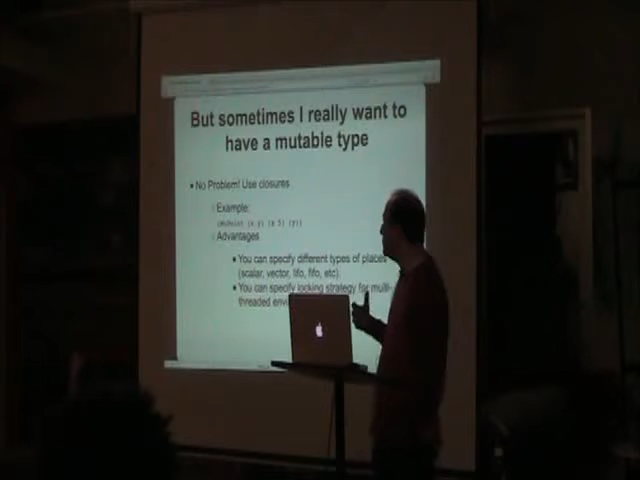 But sometimes I really want to
have a mutable type
No Problem! Use closures
Example:
Advantages
You can specify different types of places
(scalar, vector, lifo, fifo, etc).
You can specify locking strategy for multi-
threaded